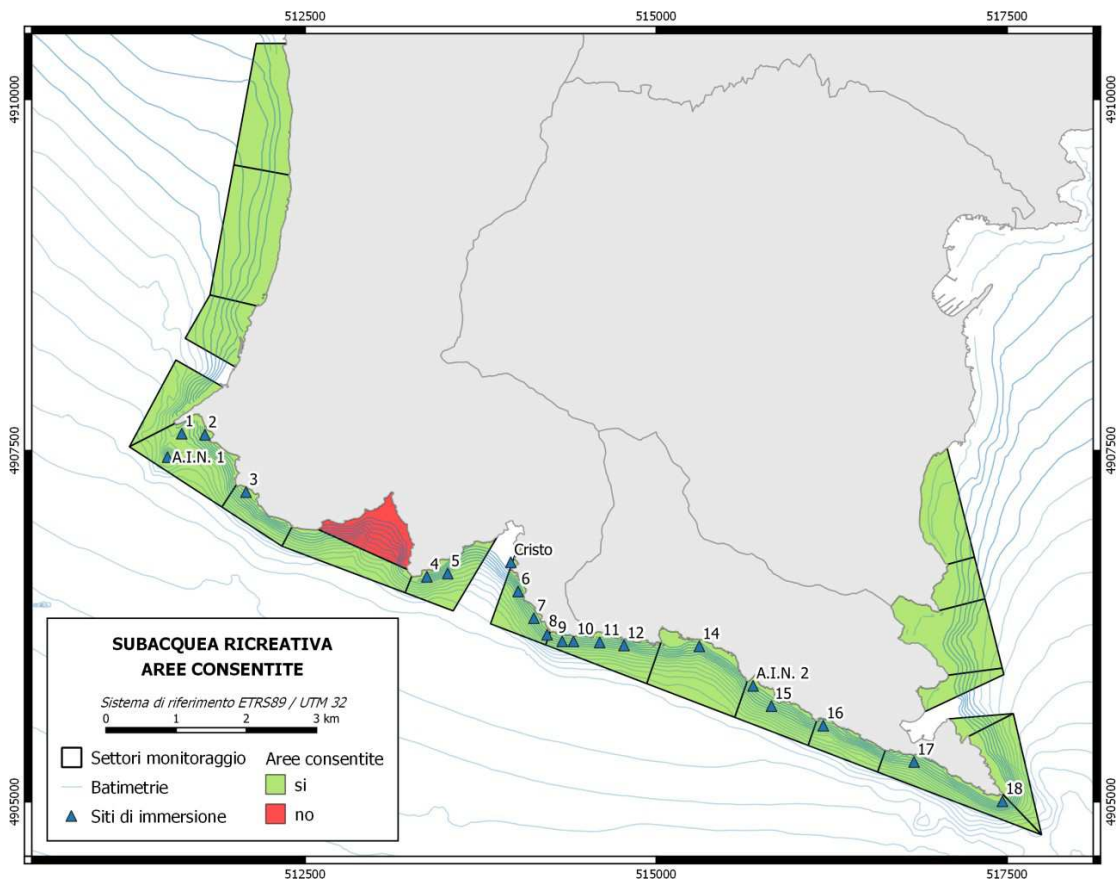 512500 515000 517500
4910000 4910000
1 2
4907500 4907500
A.I.N. 1
3
Cristo
4 5
6
7
8 9 10 11 12 14
A.I.N. 2
15
16
17
18
4905000 4905000
SUBACQUEA RICREATIVA
AREE CONSENTITE
Sistema di riferimento ETRS89 / UTM 32
0 1 2 3 km
Settori monitoraggio Aree consentite
Batimetrie si
Siti di immersione no
512500 515000 517500